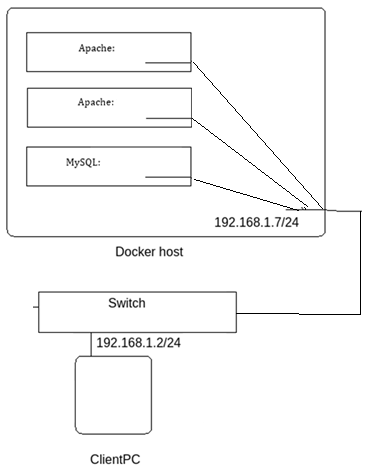 Apache:
Apache:
MySQL:
192.168.1.7/24
Docker host
Switch
192.168.1.2/24
ClientPC